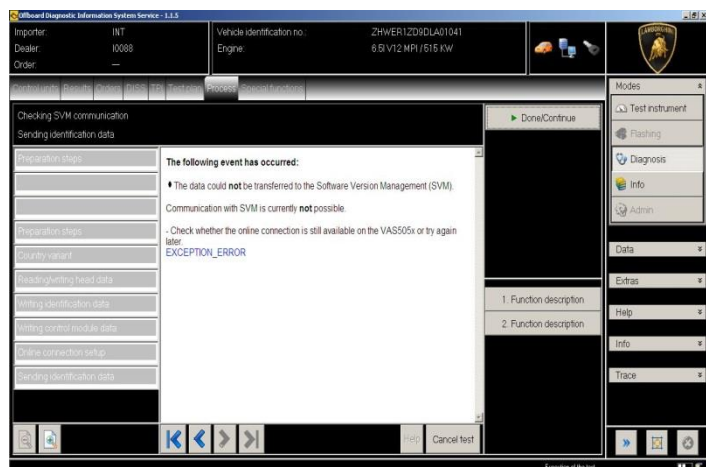 Offboard Diagnostic Information System Service - 1.1.5
Importer: INT
Dealer: 10088
Order: —
Vehicle identification no.: ZHWER1ZD9DLA01041
Engine: 6.5l V12 MPI / 515 KW
Control units Results Orders DISS TPI Test plan Process Special functions
Checking SVM communication
Sending identification data
Done/Continue
Preparation steps
Preparation steps
Country variant
Reading/writing head data
Writing identification data
Writing control module data
Online connection setup
Sending identification data
The following event has occurred:
The data could not be transferred to the Software Version Management (SVM).
Communication with SVM is currently not possible.
- Check whether the online connection is still available on the VAS505x or try again
later.
EXCEPTION_ERROR
1. Function description
2. Function description
Help
Cancel test
LAMBORGHINI
Modes
Test instrument
Flashing
Diagnosis
Info
Admin
Data
Extras
Help
Info
Trace
Execution of the test